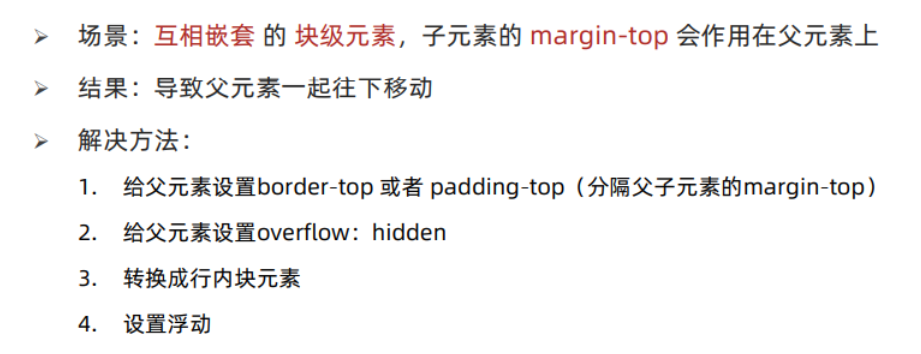 ➢ 场景：互相嵌套 的 块级元素，子元素的 margin-top 会作用在父元素上
➢ 结果：导致父元素一起往下移动
➢ 解决方法：
1. 给父元素设置border-top 或者 padding-top（分隔父子元素的margin-top）
2. 给父元素设置overflow：hidden
3. 转换成行内块元素
4. 设置浮动